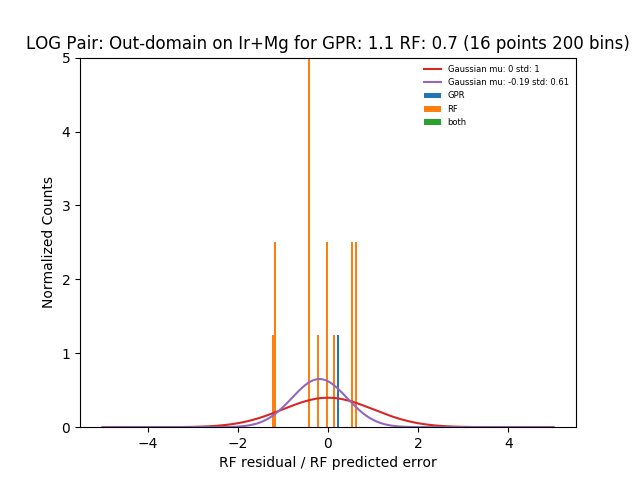 LOG Pair: Out-domain on Ir+Mg for GPR: 1.1 RF: 0.7 (16 points 200 bins)
Gaussian mu: 0 std: 1
Gaussian mu: -0.19 std: 0.61
GPR
RF
both
Normalized Counts
5
4
3
2
1
0
−4
−2
0
2
4
RF residual / RF predicted error